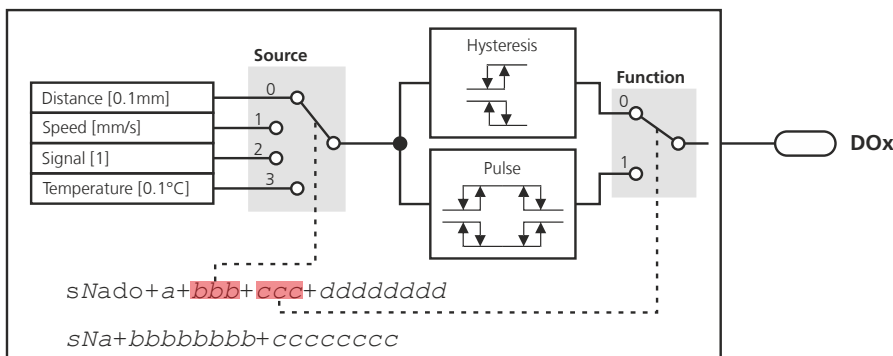 Source
Hysteresis
Function
Distance [0.1mm]
Speed [mm/s]
Signal [1]
Temperature [0.1°C]
0
1
2
3
Pulse
0
1
DOx
sNado+a+bbb+ccc+dddddddd
sNa+bbbbbbbb+cccccccc